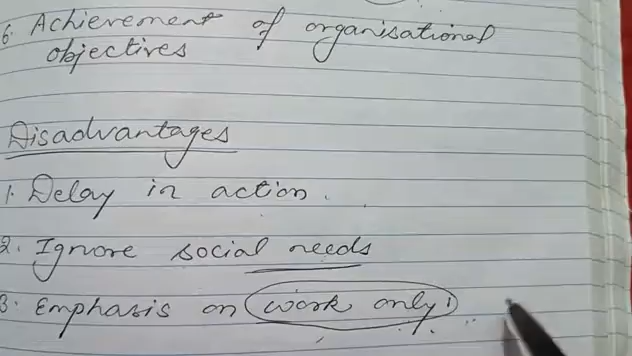 6. Achievement of organisational
objectives
Disadvantages
1. Delay in action.
2. Ignore social needs
3. Emphasis on work only.